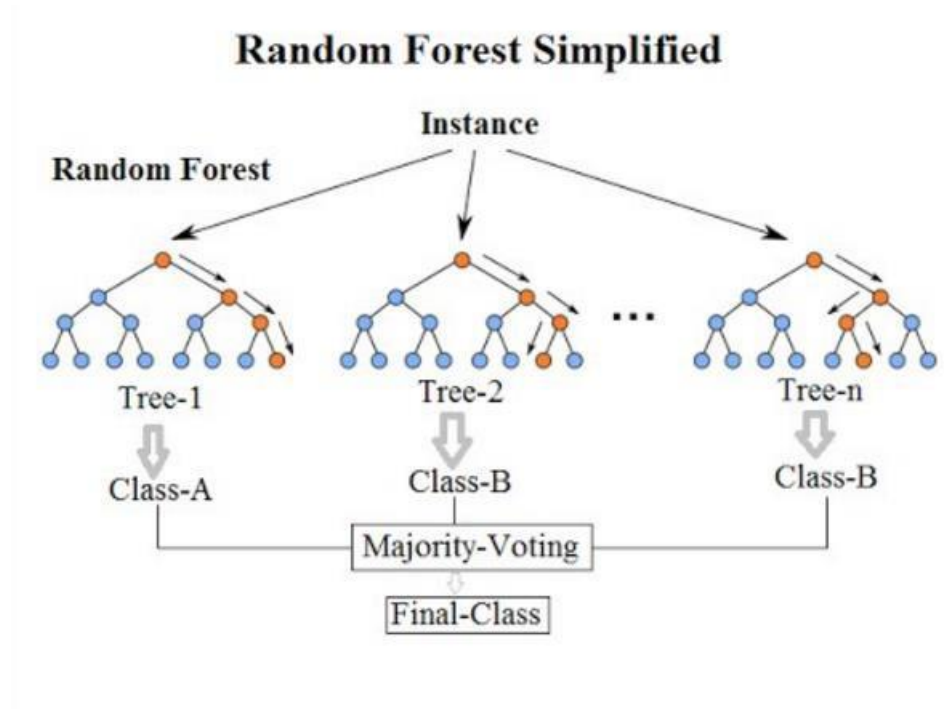 Random Forest Simplified
Instance
Random Forest
...
Tree-1
Tree-2
Tree-n
Class-A
Class-B
Class-B
Majority-Voting
Final-Class